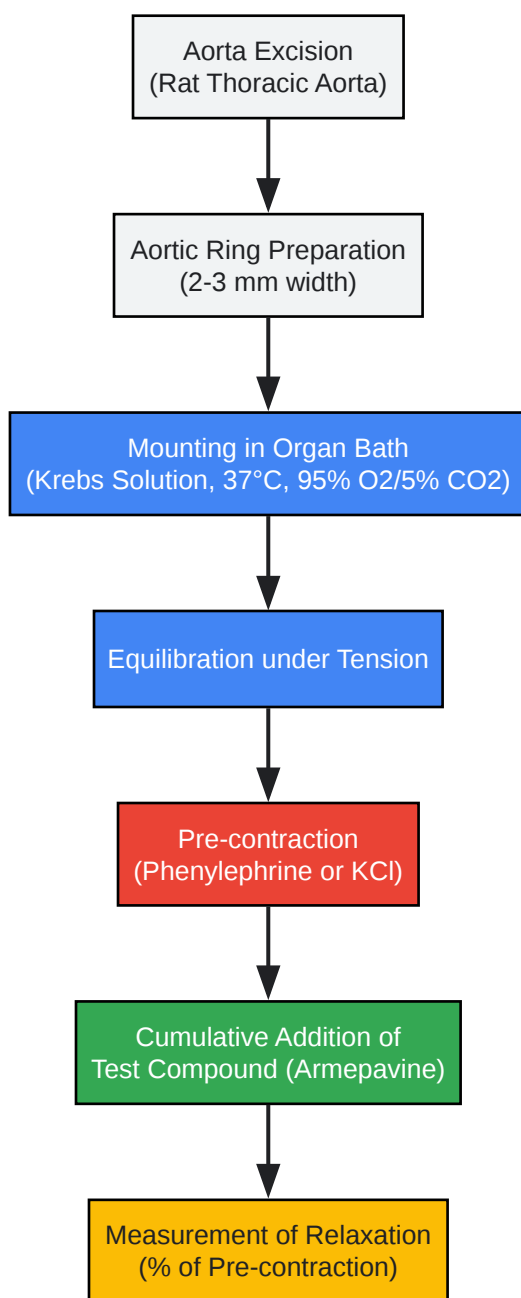 Aorta Excision
(Rat Thoracic Aorta)
Aortic Ring Preparation
(2-3 mm width)
Mounting in Organ Bath
(Krebs Solution, 37°C, 95% O2/5% CO2)
Equilibration under Tension
Pre-contraction
(Phenylephrine or KCl)
Cumulative Addition of
Test Compound (Armepavine)
Measurement of Relaxation
(% of Pre-contraction)